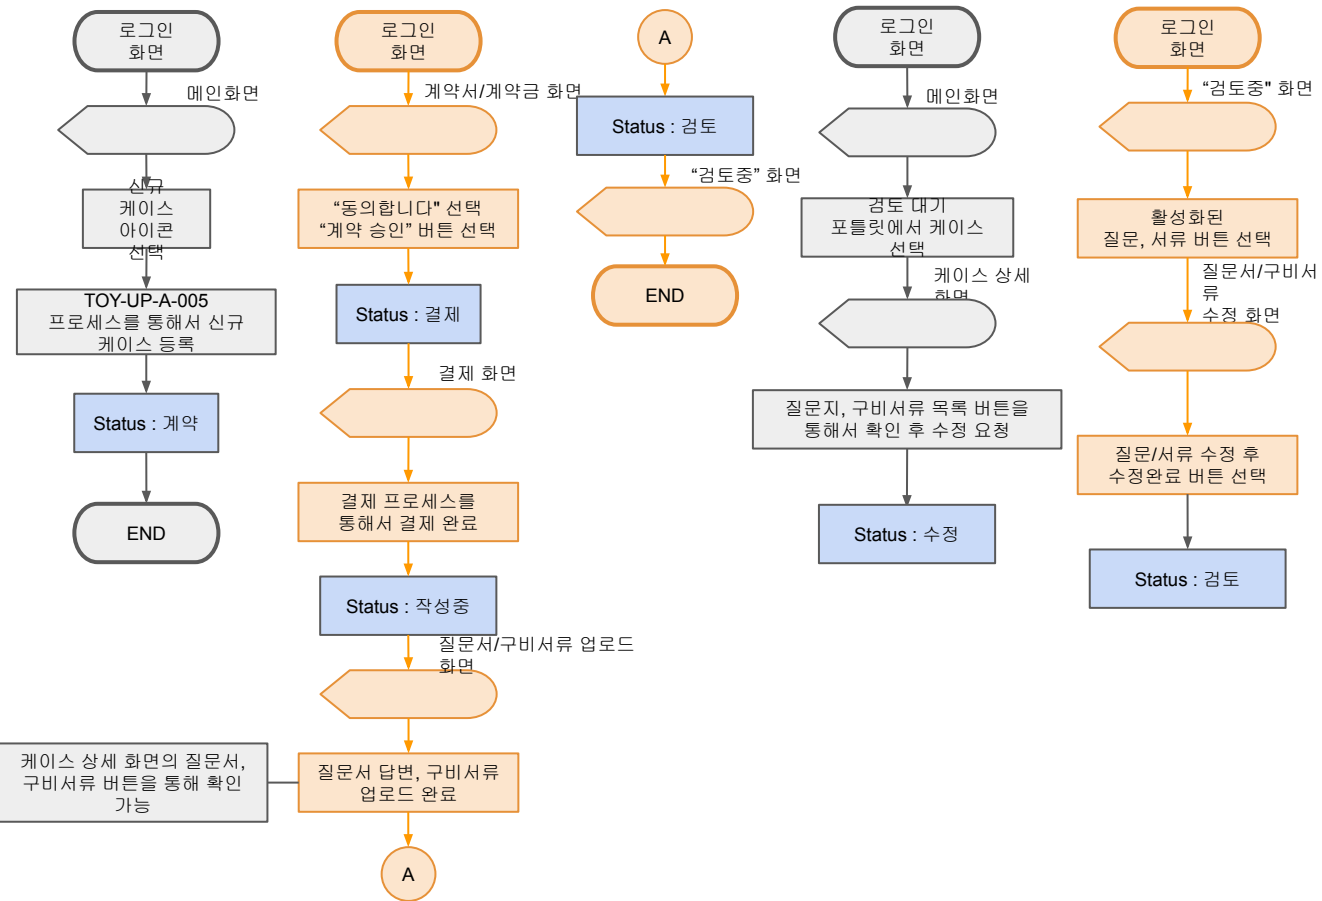 로그인
화면
메인화면
신규
케이스
아이콘
선택
TOY-UP-A-005
프로세스를 통해서 신규
케이스 등록
Status : 계약
END
로그인
화면
계약서/계약금 화면
“동의합니다" 선택
“계약 승인” 버튼 선택
Status : 결제
결제 화면
결제 프로세스를
통해서 결제 완료
Status : 작성중
질문서/구비서류 업로드
화면
케이스 상세 화면의 질문서,
구비서류 버튼을 통해 확인
가능
질문서 답변, 구비서류
업로드 완료
A
A
Status : 검토
“검토중” 화면
END
로그인
화면
메인화면
검토 대기
포틀릿에서 케이스
선택
케이스 상세
화면
질문지, 구비서류 목록 버튼을
통해서 확인 후 수정 요청
Status : 수정
로그인
화면
“검토중" 화면
활성화된
질문, 서류 버튼 선택
질문서/구비서
류
수정 화면
질문/서류 수정 후
수정완료 버튼 선택
Status : 검토